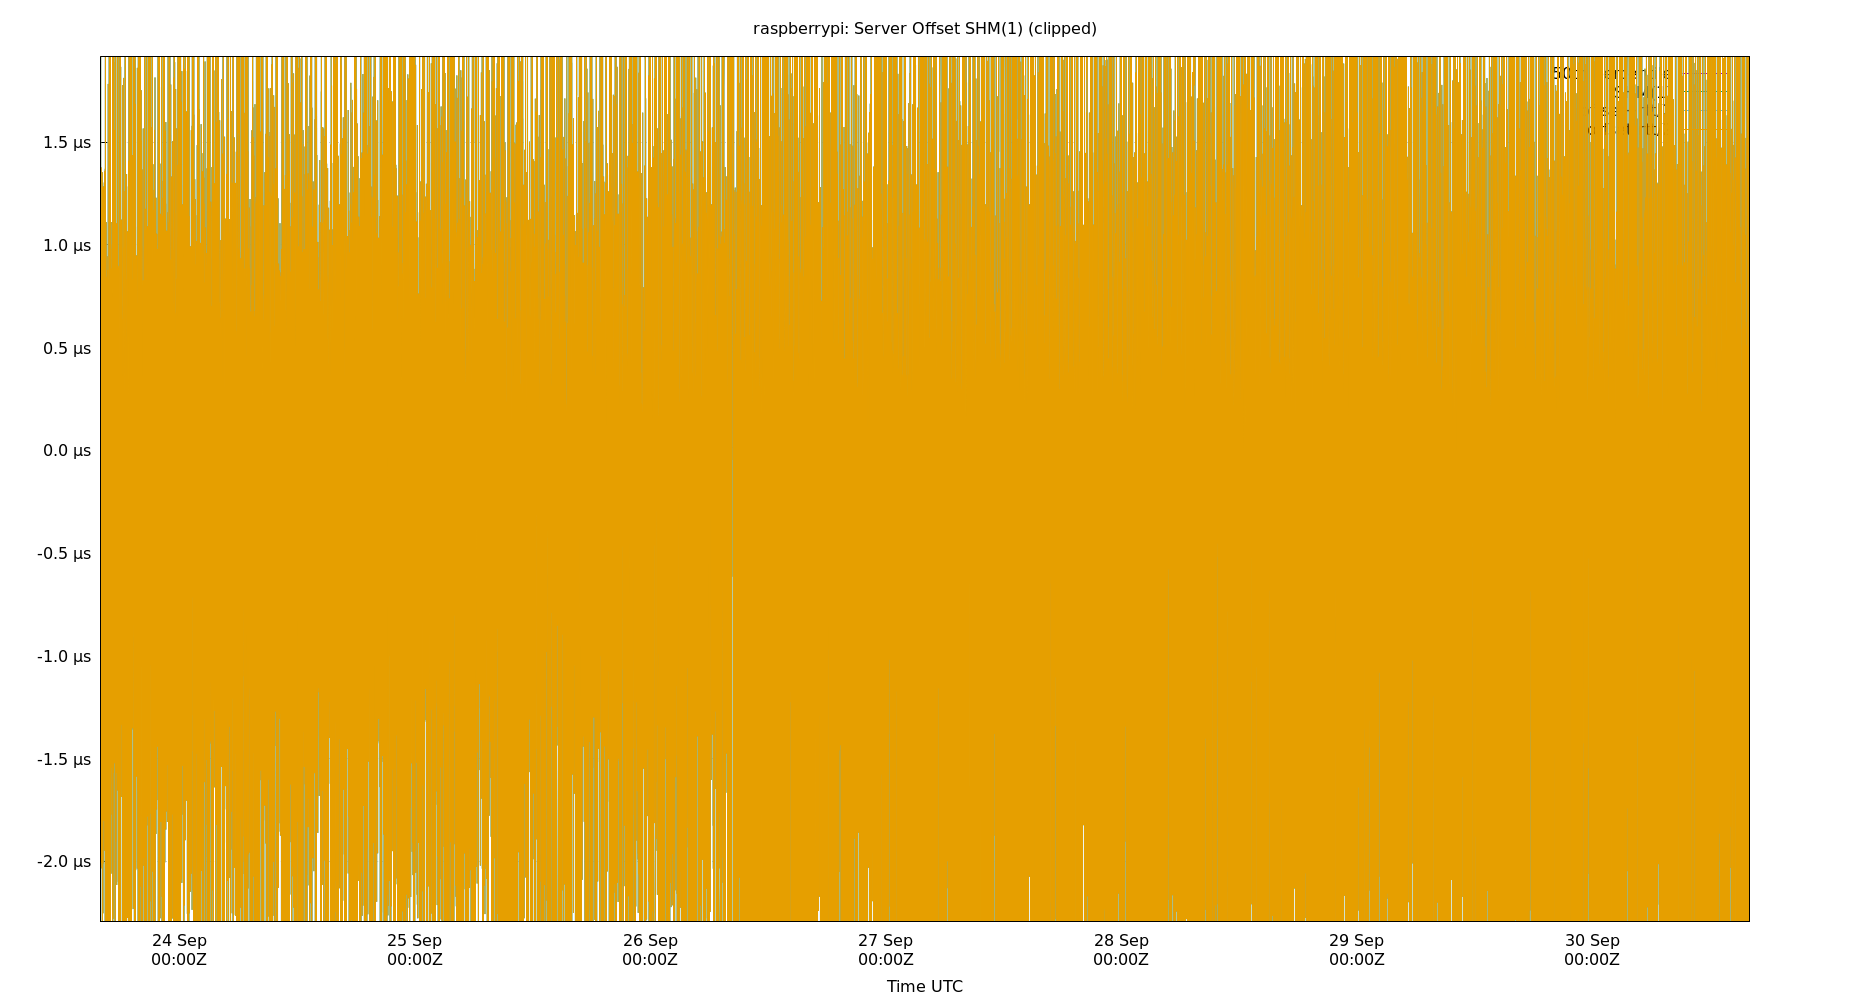 raspberrypi: Server Offset SHM(1) (clipped)
1.5 µs
1.0 µs
0.5 µs
0.0 µs
-0.5 µs
-1.0 µs
-1.5 µs
-2.0 µs
24 Sep 25 Sep 26 Sep 27 Sep 28 Sep 29 Sep 30 Sep
00:00Z 00:00Z 00:00Z 00:00Z 00:00Z 00:00Z 00:00Z
Time UTC